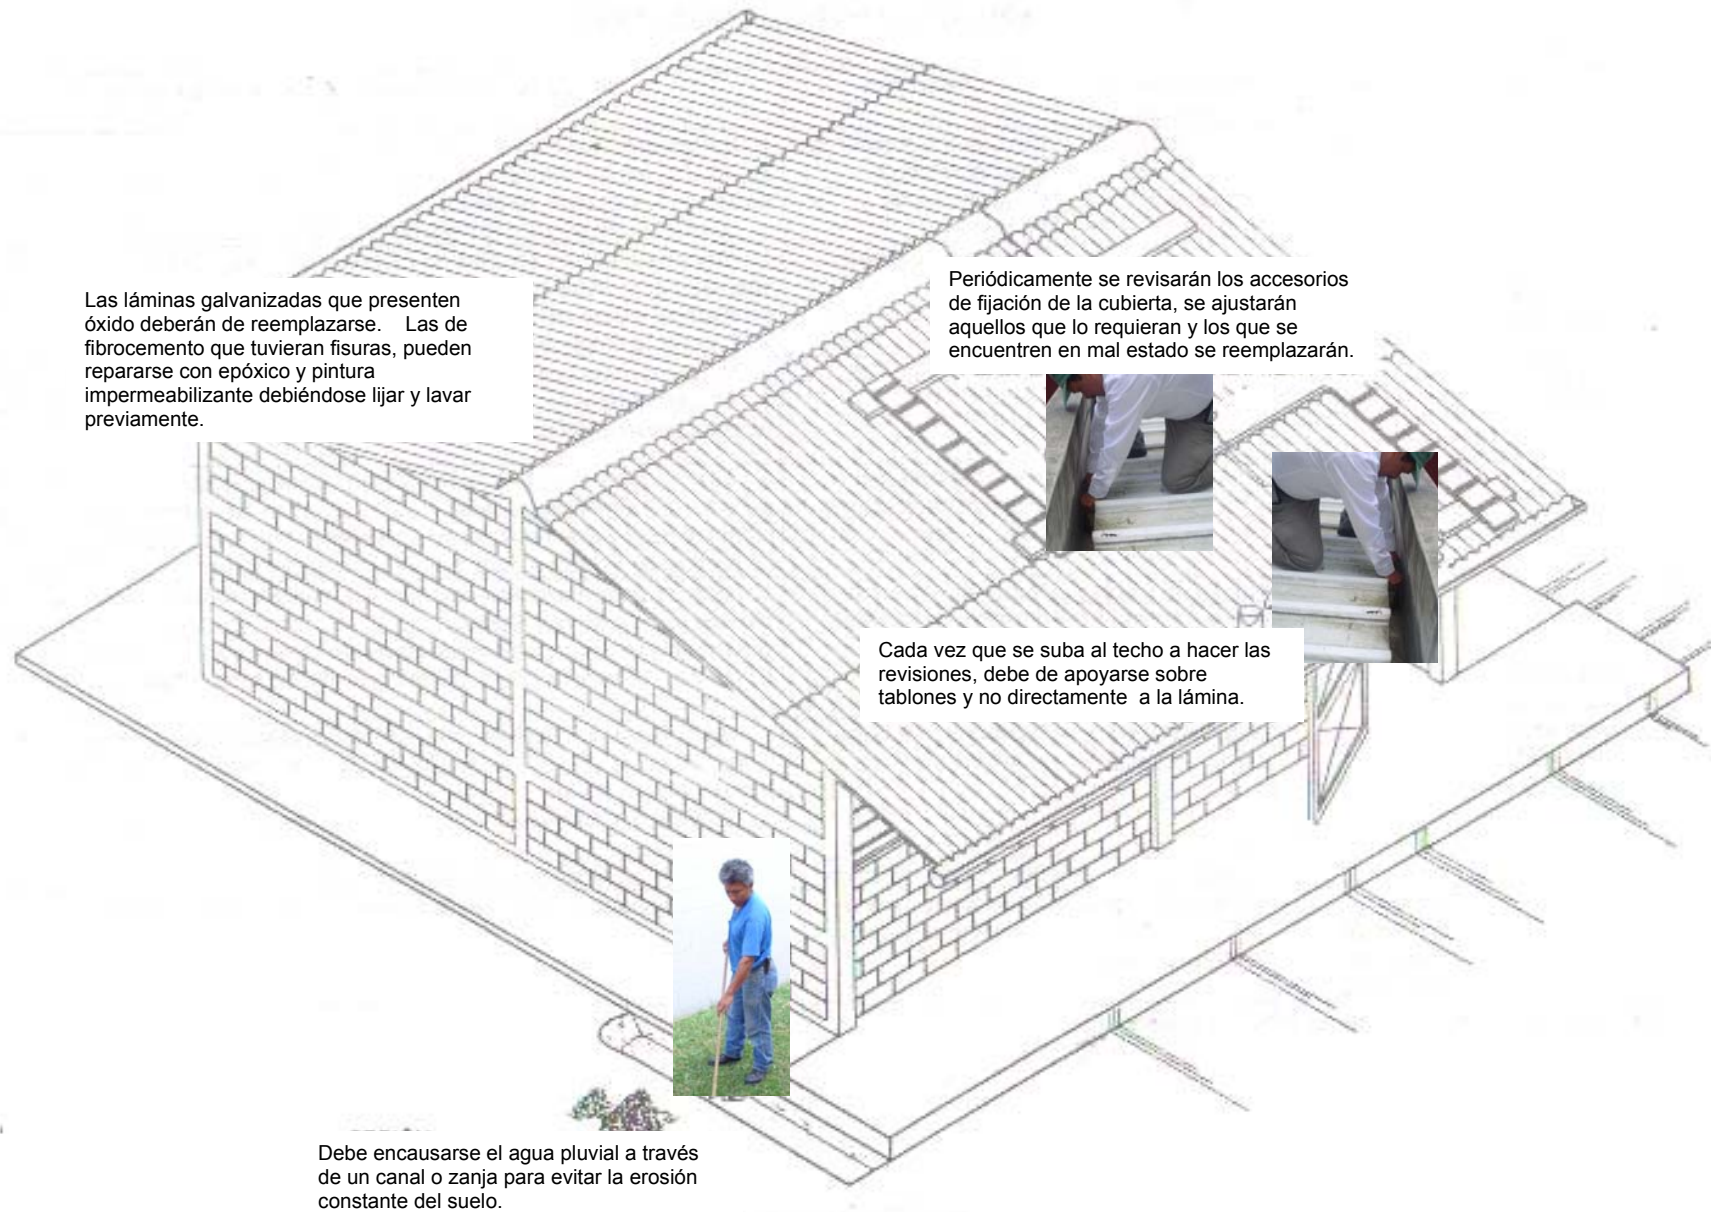 Las láminas galvanizadas que presenten
óxido deberán de reemplazarse.    Las de
fibrocemento que tuvieran fisuras, pueden
repararse con epóxico y pintura
impermeabilizante debiéndose lijar y lavar
previamente.
Periódicamente se revisarán los accesorios
de fijación de la cubierta, se ajustarán
aquellos que lo requieran y los que se
encuentren en mal estado se reemplazarán.
Cada vez que se suba al techo a hacer las
revisiones, debe de apoyarse sobre
tablones y no directamente  a la lámina.
Debe encausarse el agua pluvial a través
de un canal o zanja para evitar la erosión
constante del suelo.